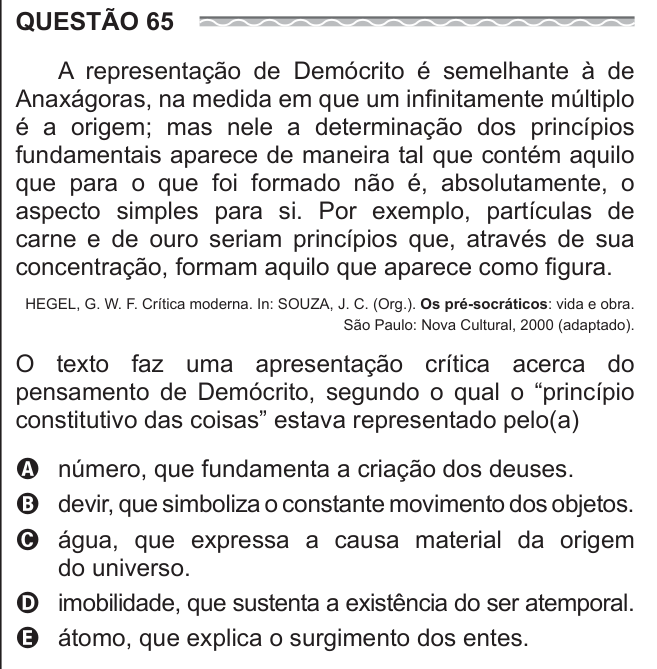 QUESTÃO 65
A representação de Demócrito é semelhante à de
Anaxágoras, na medida em que um infinitamente múltiplo
é a origem; mas nele a determinação dos princípios
fundamentais aparece de maneira tal que contém aquilo
que para o que foi formado não é, absolutamente, o
aspecto simples para si. Por exemplo, partículas de
carne e de ouro seriam princípios que, através de sua
concentração, formam aquilo que aparece como figura.
HEGEL, G. W. F. Crítica moderna. In: SOUZA, J. C. (Org.). Os pré-socráticos: vida e obra.
São Paulo: Nova Cultural, 2000 (adaptado).
O texto faz uma apresentação crítica acerca do
pensamento de Demócrito, segundo o qual o “princípio
constitutivo das coisas” estava representado pelo(a)
A número, que fundamenta a criação dos deuses.
B devir, que simboliza o constante movimento dos objetos.
C água, que expressa a causa material da origem
do universo.
D imobilidade, que sustenta a existência do ser atemporal.
E átomo, que explica o surgimento dos entes.